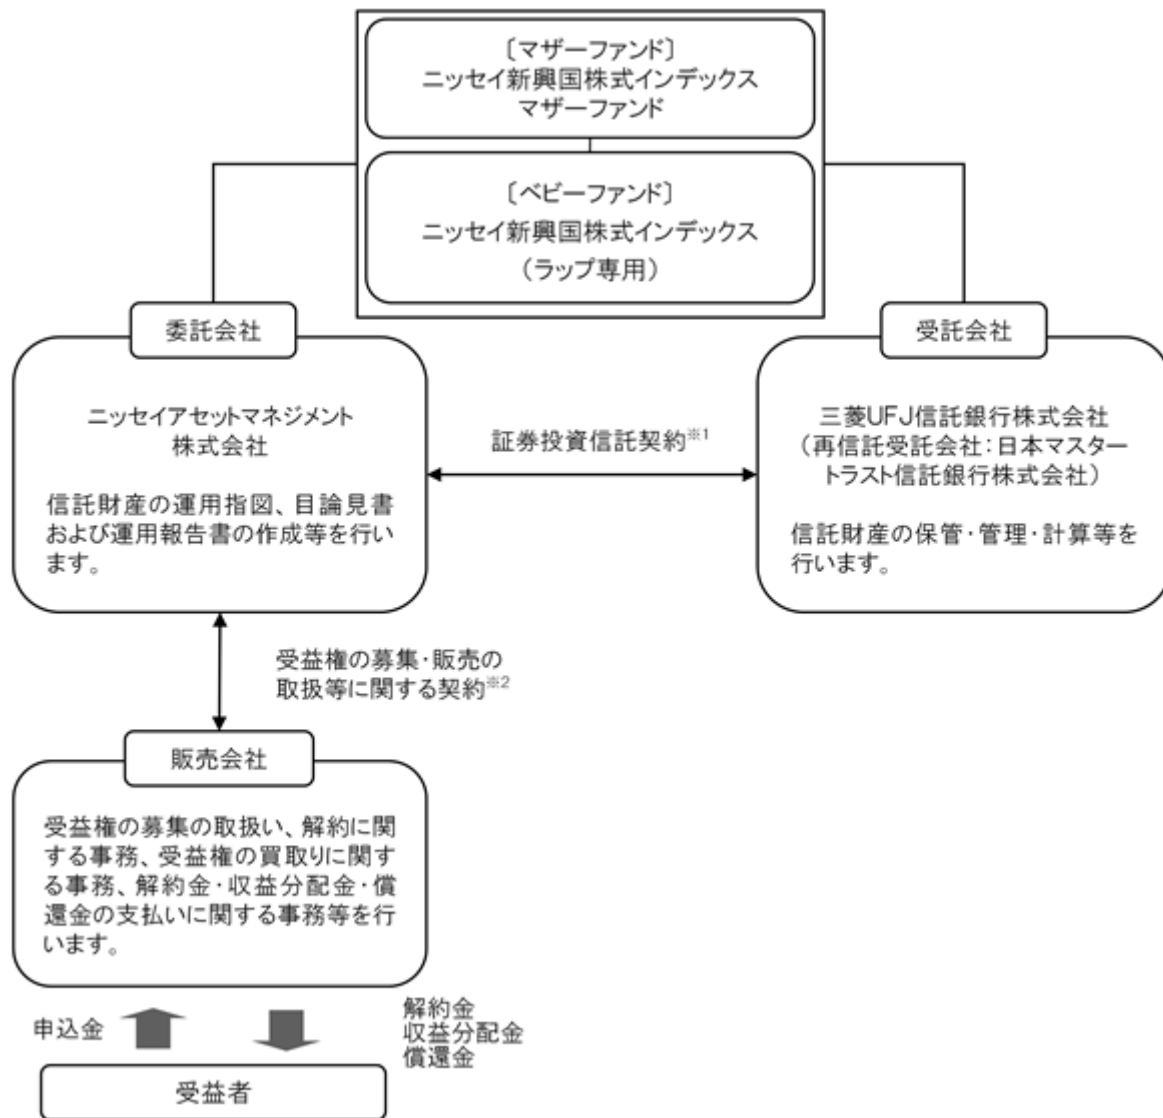 〔マザーファンド〕
ニッセイ新興国株式インデックス
マザーファンド
〔ベビーファンド〕
ニッセイ新興国株式インデックス
（ラップ専用）
委託会社
ニッセイアセットマネジメント
株式会社
信託財産の運用指図、目論見書
および運用報告書の作成等を行い
ます。
証券投資信託契約※1
受託会社
三菱UFJ信託銀行株式会社
（再信託受託会社：日本マスター
トラスト信託銀行株式会社）
信託財産の保管・管理・計算等を
行います。
受益権の募集・販売の
取扱等に関する契約※2
販売会社
受益権の募集の取扱い、解約に関
する事務、受益権の買取りに関す
る事務、解約金・収益分配金・償
還金の支払いに関する事務等を行
います。
申込金
解約金
収益分配金
償還金
受益者